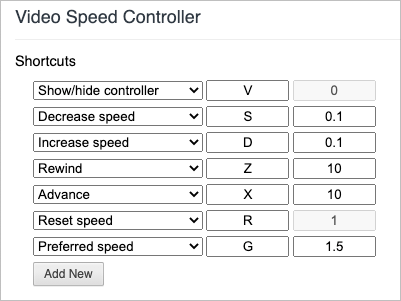 Video Speed Controller
Shortcuts
Show/hide controller V 0
Decrease speed S 0.1
Increase speed D 0.1
Rewind Z 10
Advance X 10
Reset speed R 1
Preferred speed G 1.5
Add New